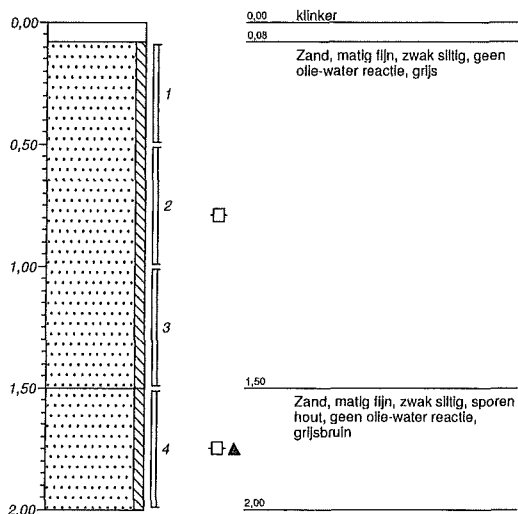 0,00
0,50
1,00
1,50
2,00
1
2
3
4
0,00 klinker
0,08
Zand, matig fijn, zwak siltig, geen
olie-water reactie, grijs
1,50
Zand, matig fijn, zwak siltig, sporen
hout, geen olie-water reactie,
grijsbruin
2,00